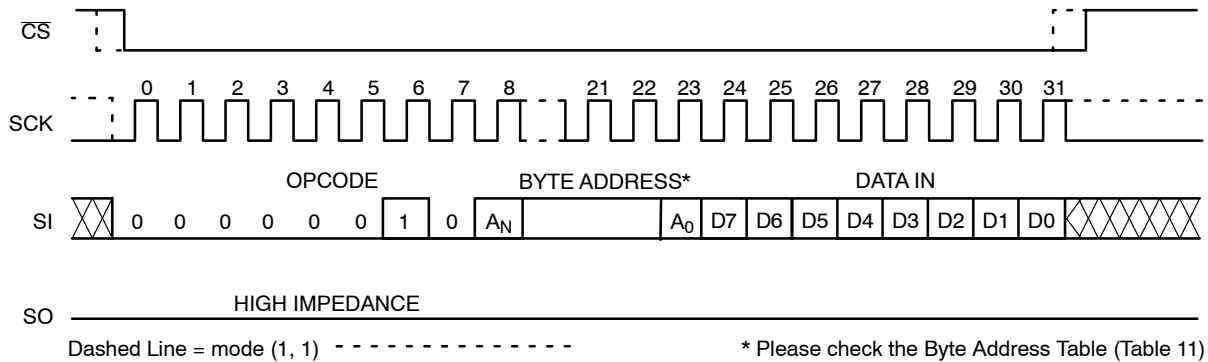 CS
0 1 2 3 4 5 6 7 8 21 22 23 24 25 26 27 28 29 30 31
SCK
OPCODE BYTE ADDRESS* DATA IN
SI 0 0 0 0 0 0 1 0 AN A0 D7 D6 D5 D4 D3 D2 D1 D0
HIGH IMPEDANCE
SO
Dashed Line = mode (1, 1) * Please check the Byte Address Table (Table 11)